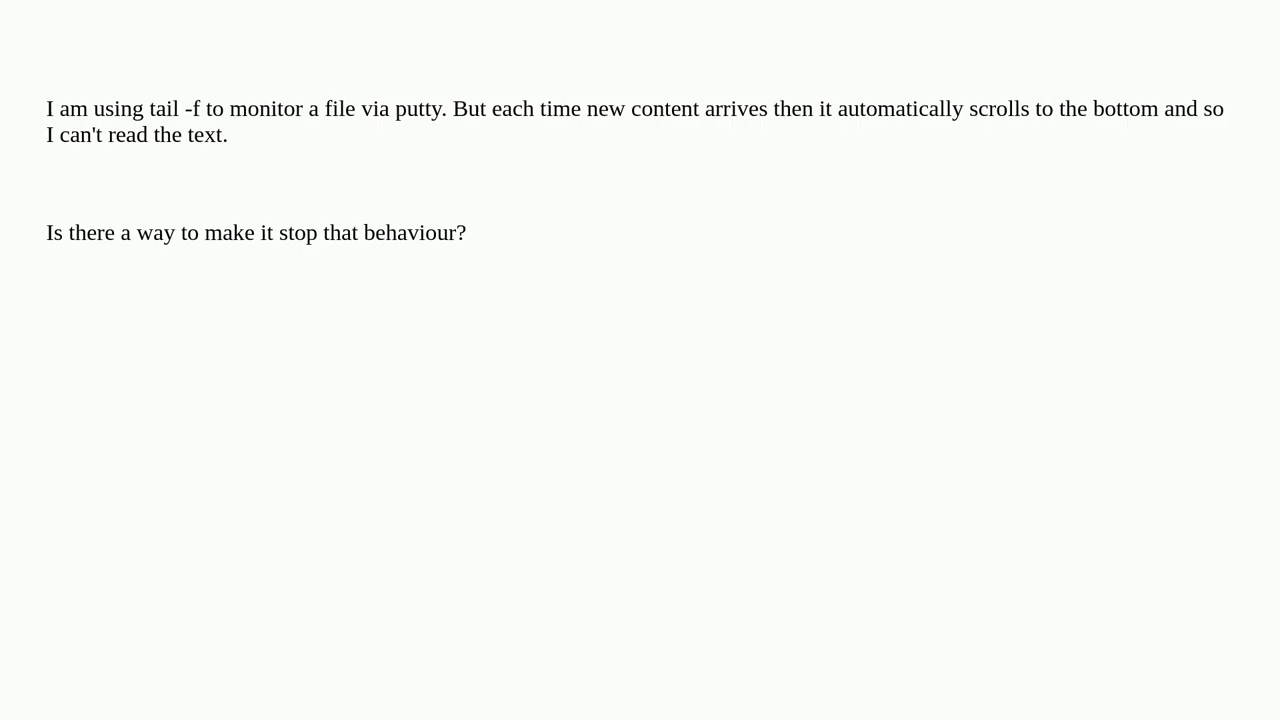 I am using tail -f to monitor a file via putty. But each time new content arrives then it automatically scrolls to the bottom and so
I can't read the text.
Is there a way to make it stop that behaviour?